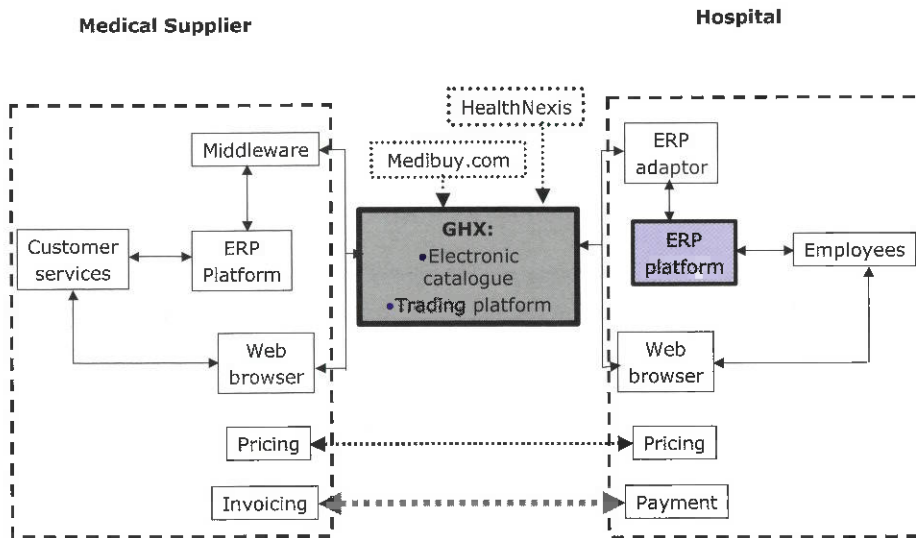 Medical Supplier
Hospital
HealthNexis
Medibuy.com
Middleware
ERP
adaptor
GHX:
•Electronic
catalogue
•Trading platform
Customer
services
ERP
Platform
ERP
platform
Employees
Web
browser
Web
browser
Pricing
Pricing
Invoicing
Payment